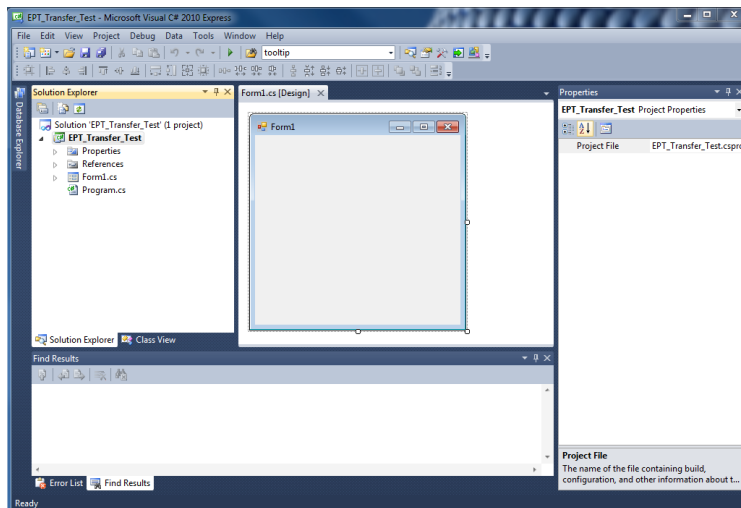 EPT_Transfer_Test - Microsoft Visual C# 2010 Express
File Edit View Project Debug Data Tools Window Help
tooltip
Database Explorer
Solution Explorer
Solution 'EPT_Transfer_Test' (1 project)
EPT_Transfer_Test
Properties
References
Form1.cs
Program.cs
Solution Explorer Class View
Form1.cs [Design]
Form1
Properties
EPT_Transfer_Test Project Properties
Project File EPT_Transfer_Test.cspro
Find Results
Error List Find Results
Project File
The name of the file containing build,
configuration, and other information about t...
Ready